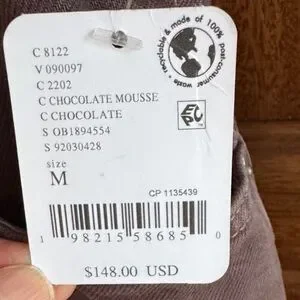 C 8122
V 090097
C 2202
C CHOCOLATE MOUSSE
C CHOCOLATE
S OB1894554
S 92030428
size
M
recyclable & made of 100% post-consumer waste
EPC
CP 1135439
1 98215 58685 0
$148.00 USD